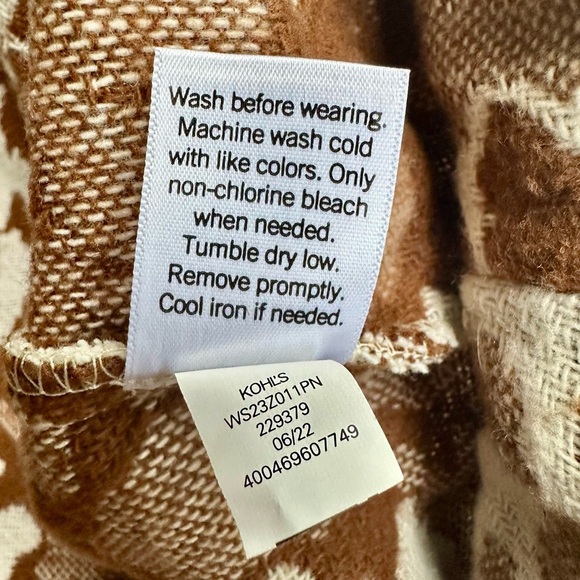 Wash before wearing.
Machine wash cold
with like colors. Only
non-chlorine bleach
when needed.
Tumble dry low.
Remove promptly.
Cool iron if needed.
KOHL'S
WS23Z011PN
229379
06/22
400469607749